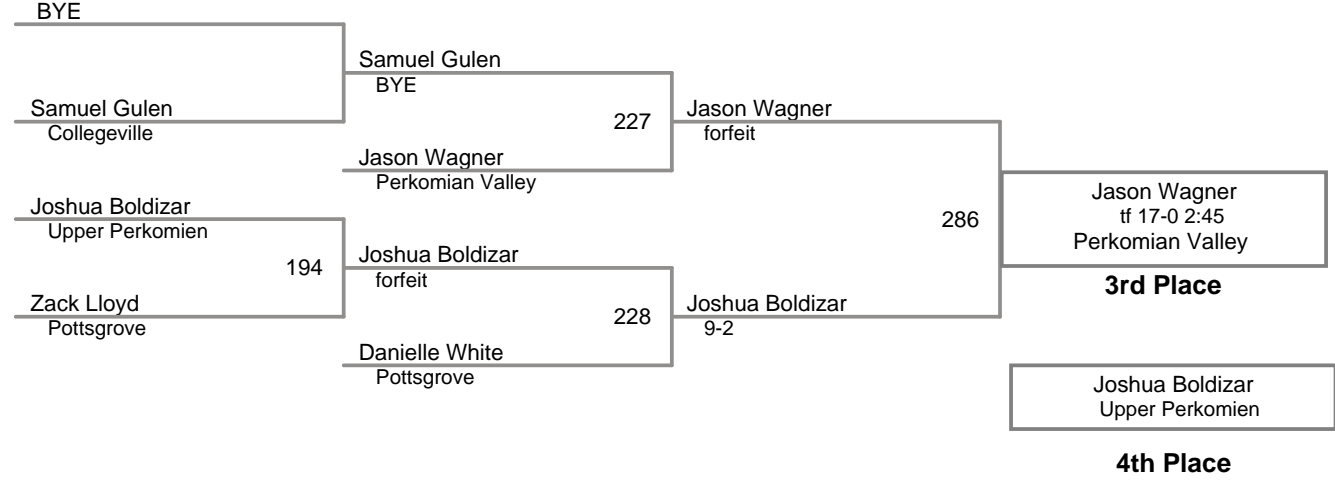 BYE
Samuel Gulen
BYE
Samuel Gulen
Collegeville
227
Jason Wagner
forfeit
Jason Wagner
Perkomian Valley
Joshua Boldizar
Upper Perkomien
286
Jason Wagner
tf 17-0 2:45
Perkomian Valley
3rd Place
194
Joshua Boldizar
forfeit
Zack Lloyd
Pottsgrove
228
Joshua Boldizar
9-2
Danielle White
Pottsgrove
Joshua Boldizar
Upper Perkomien
4th Place